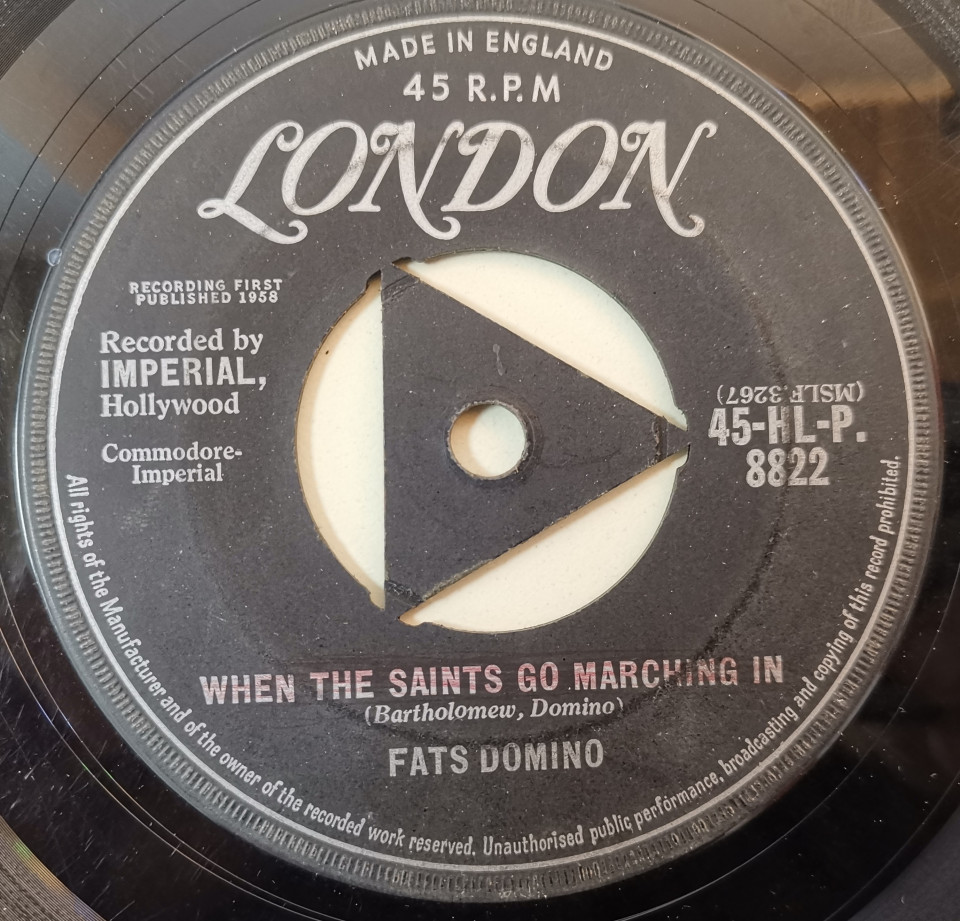 MADE IN ENGLAND
45 R.P.M
LONDON
RECORDING FIRST
PUBLISHED 1958
Recorded by
IMPERIAL,
Hollywood
Commodore-
Imperial
(MSLF.3267)
45-HL-P.
8822
WHEN THE SAINTS GO MARCHING IN
(Bartholomew, Domino)
FATS DOMINO
All rights of the Manufacturer and of the owner of the recorded work reserved. Unauthorised public performance, broadcasting and copying of this record prohibited.